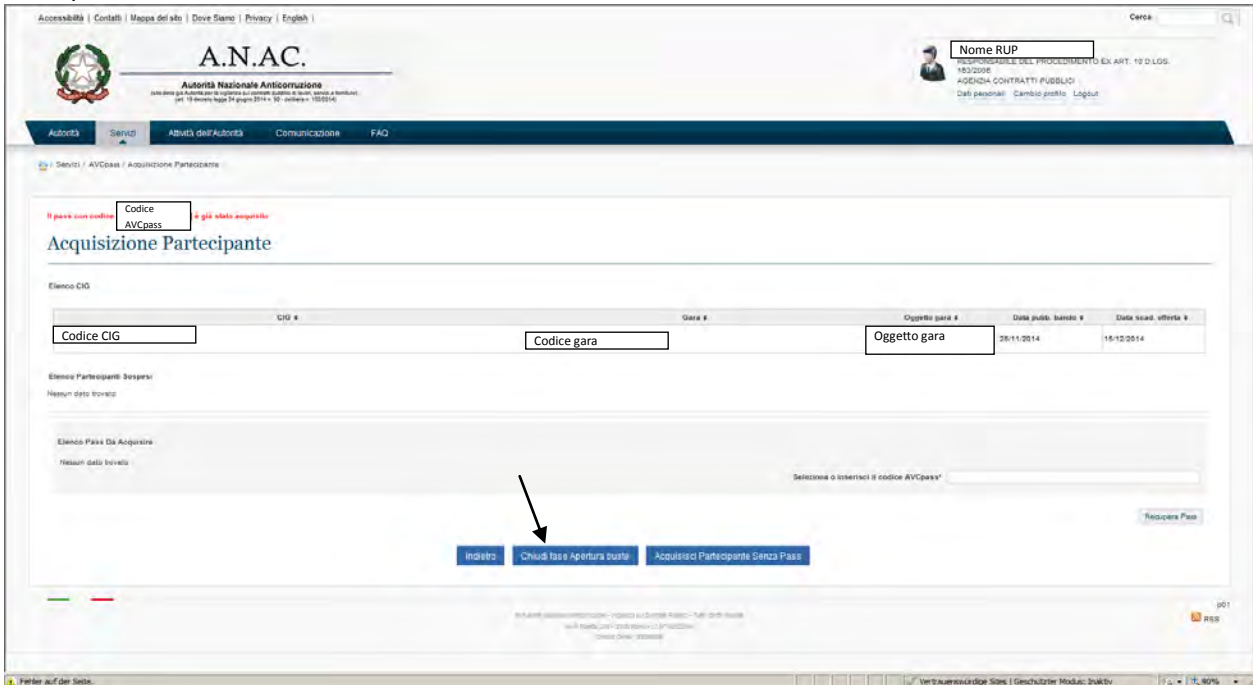 Accessibilità | Contatti | Mappa del sito | Dove Siamo | Privacy | English |
Cerca
A.N.AC.
Autorità Nazionale Anticorruzione
Nome RUP
RESPONSABILE DEL PROCEDIMENTO EX ART. 10 D.LGS.
163/2006
AGENZIA CONTRATTI PUBBLICI
Dati personali Cambio profilo Logout
Autorità Servizi Attività dell'Autorità Comunicazione FAQ
/ Servizi / AVCpass / Acquisizione Partecipante
Il pass con codice Codice AVCpass è già stato acquisito
Acquisizione Partecipante
Elenco CIG
CIG Gara Oggetto gara Data pubb. bando Data scad. offerta
Codice CIG Codice gara Oggetto gara 28/11/2014 18/12/2014
Elenco Partecipanti Sospesi
Nessun dato trovato
Elenco Pass Da Acquisire
Nessun dato trovato
Seleziona o inserisci il codice AVCpass*
Recupera Pass
Indietro Chiudi fase Apertura buste Acquisisci Partecipante Senza Pass
p01
RSS
Fehler auf der Seite. Vertrauenswürdige Sites | Geschützter Modus: Inaktiv 90%